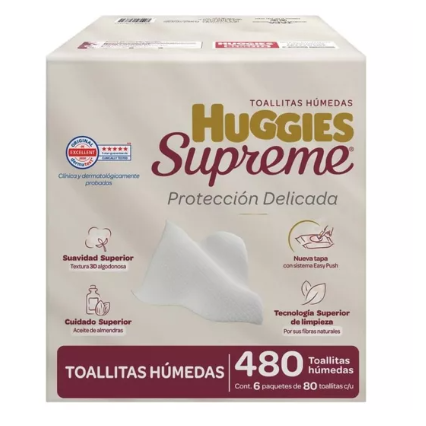 TOALLITAS HÚMEDAS
HUGGIES
Supreme®
Protección Delicada
ORIGINAL
EXCELLENT
Clínica y dermatológicamente
probados
Suavidad Superior
Textura 3D algodonosa
Nueva tapa
con sistema Easy Push
Cuidado Superior
Aceite de almendras
Tecnología Superior
de limpieza
Por sus fibras naturales
TOALLITAS HÚMEDAS
480 Toallitas
húmedas
Cont. 6 paquetes de 80 toallitas c/u